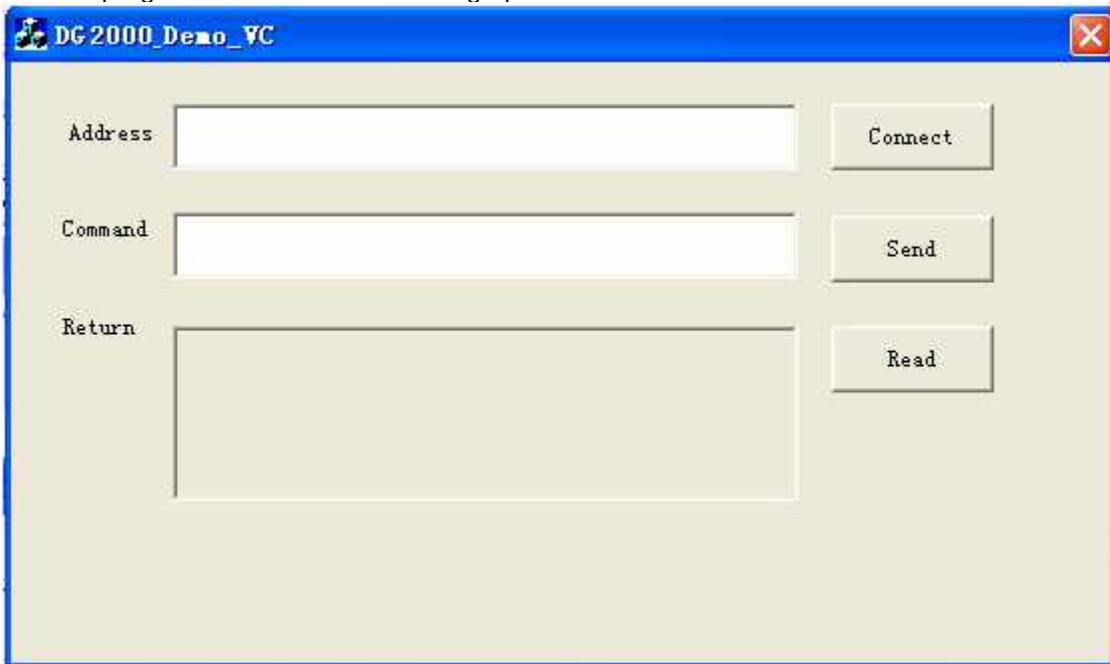 DG2000_Demo_VC
Address
Connect
Command
Send
Return
Read